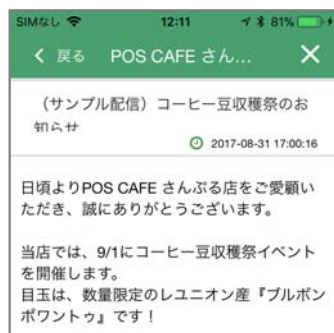 SIMなし 12:11 81%
戻る POS CAFE さん...
（サンプル配信）コーヒー豆収穫祭のお
知らせ
2017-08-31 17:00:16
日頃よりPOS CAFE さんぷる店をご愛顧い
ただき、誠にありがとうございます。
当店では、9/1にコーヒー豆収穫祭イベント
を開催します。
目玉は、数量限定のレユニオン産『ブルボン
ポワントゥ』です！